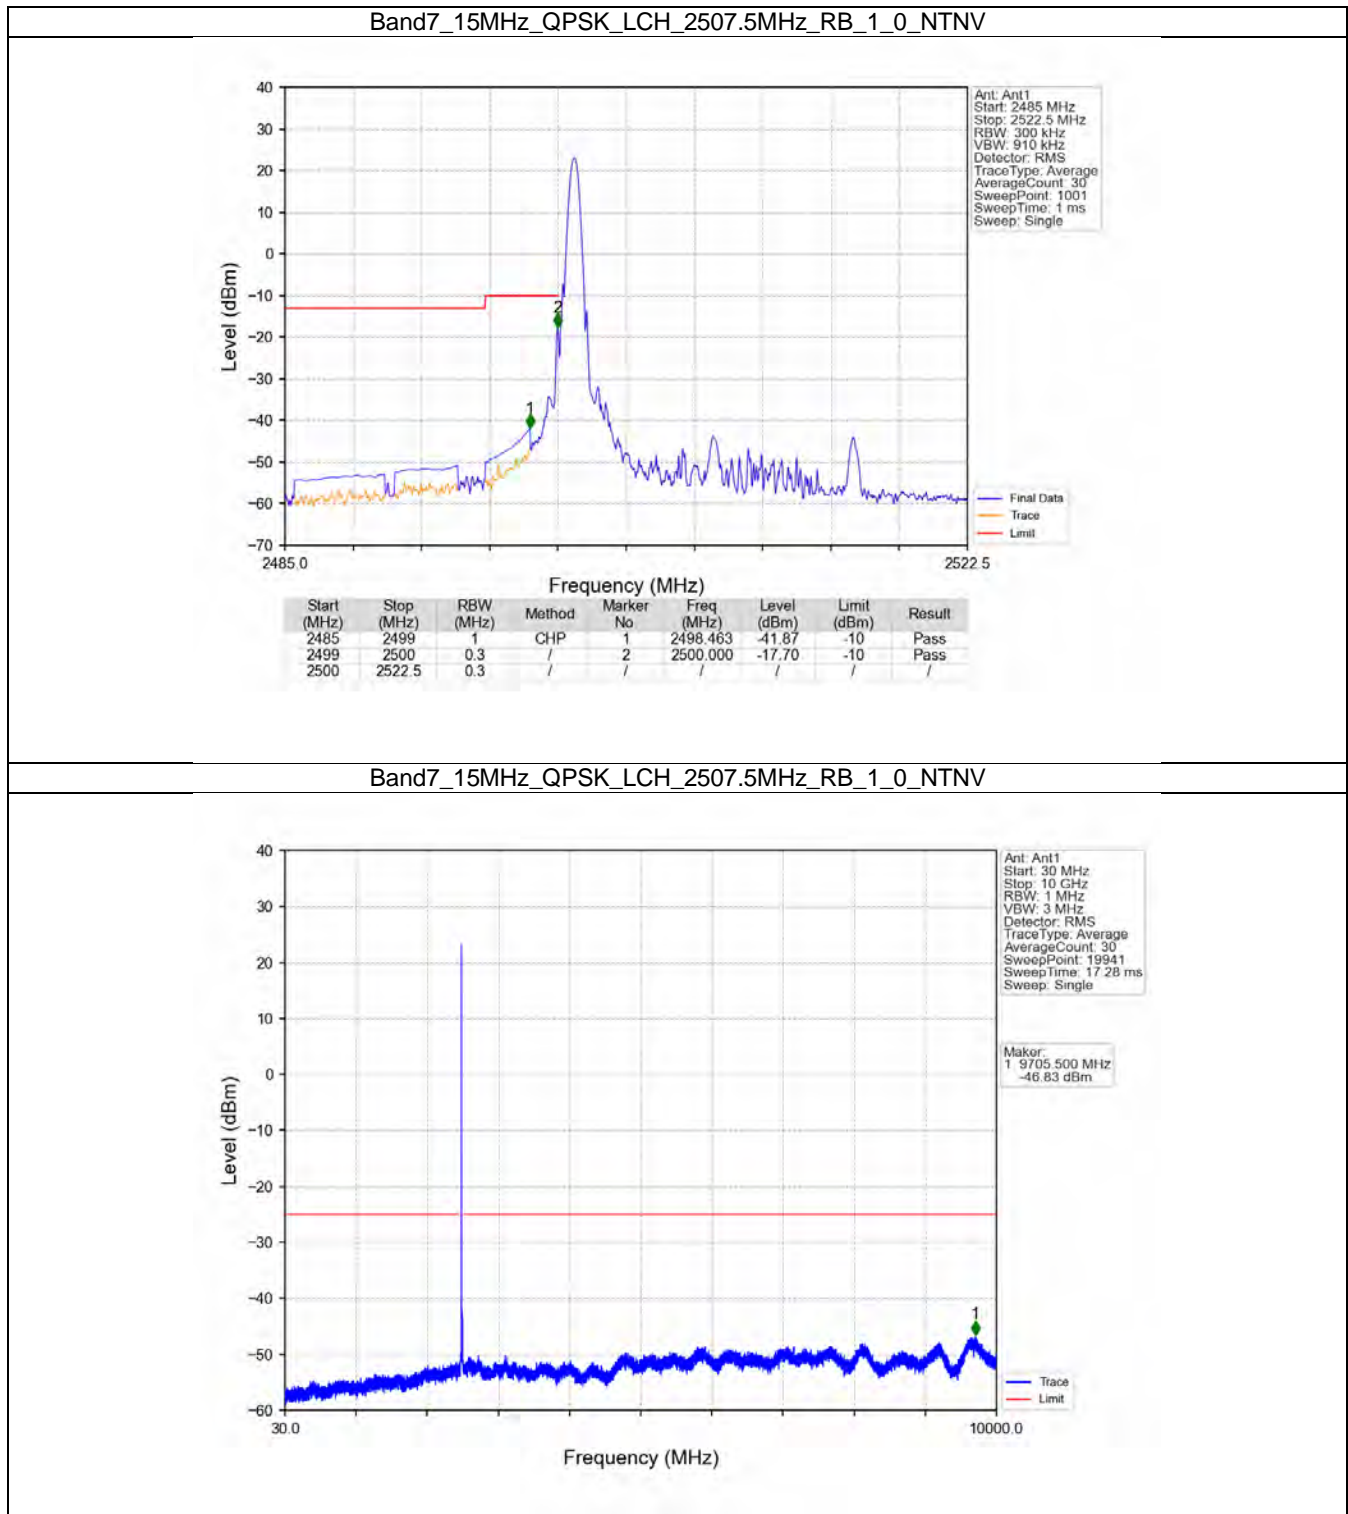 Band7_15MHz_QPSK_LCH_2507.5MHz_RB_1_0_NTNV
40
30
20
10
0
−10
−20
−30
−40
−50
−60
−70
Level (dBm)
2
1
2485.0
2522.5
Frequency (MHz)
Ant: Ant1
Start: 2485 MHz
Stop: 2522.5 MHz
RBW: 300 kHz
VBW: 910 kHz
Detector: RMS
TraceType: Average
AverageCount: 30
SweepPoint: 1001
SweepTime: 1 ms
Sweep: Single
Final Data
Trace
Limit
Start (MHz) Stop (MHz) RBW (MHz) Method Marker No Freq (MHz) Level (dBm) Limit (dBm) Result
2485 2499 1 CHP 1 2498.463 -41.87 -10 Pass
2499 2500 0.3 / 2 2500.000 -17.70 -10 Pass
2500 2522.5 0.3 / / / / / /
Band7_15MHz_QPSK_LCH_2507.5MHz_RB_1_0_NTNV
40
30
20
10
0
−10
−20
−30
−40
−50
−60
Level (dBm)
1
30.0
10000.0
Frequency (MHz)
Ant: Ant1
Start: 30 MHz
Stop: 10 GHz
RBW: 1 MHz
VBW: 3 MHz
Detector: RMS
TraceType: Average
AverageCount: 30
SweepPoint: 19941
SweepTime: 17.28 ms
Sweep: Single
Maker:
1 9705.500 MHz
-46.83 dBm
Trace
Limit